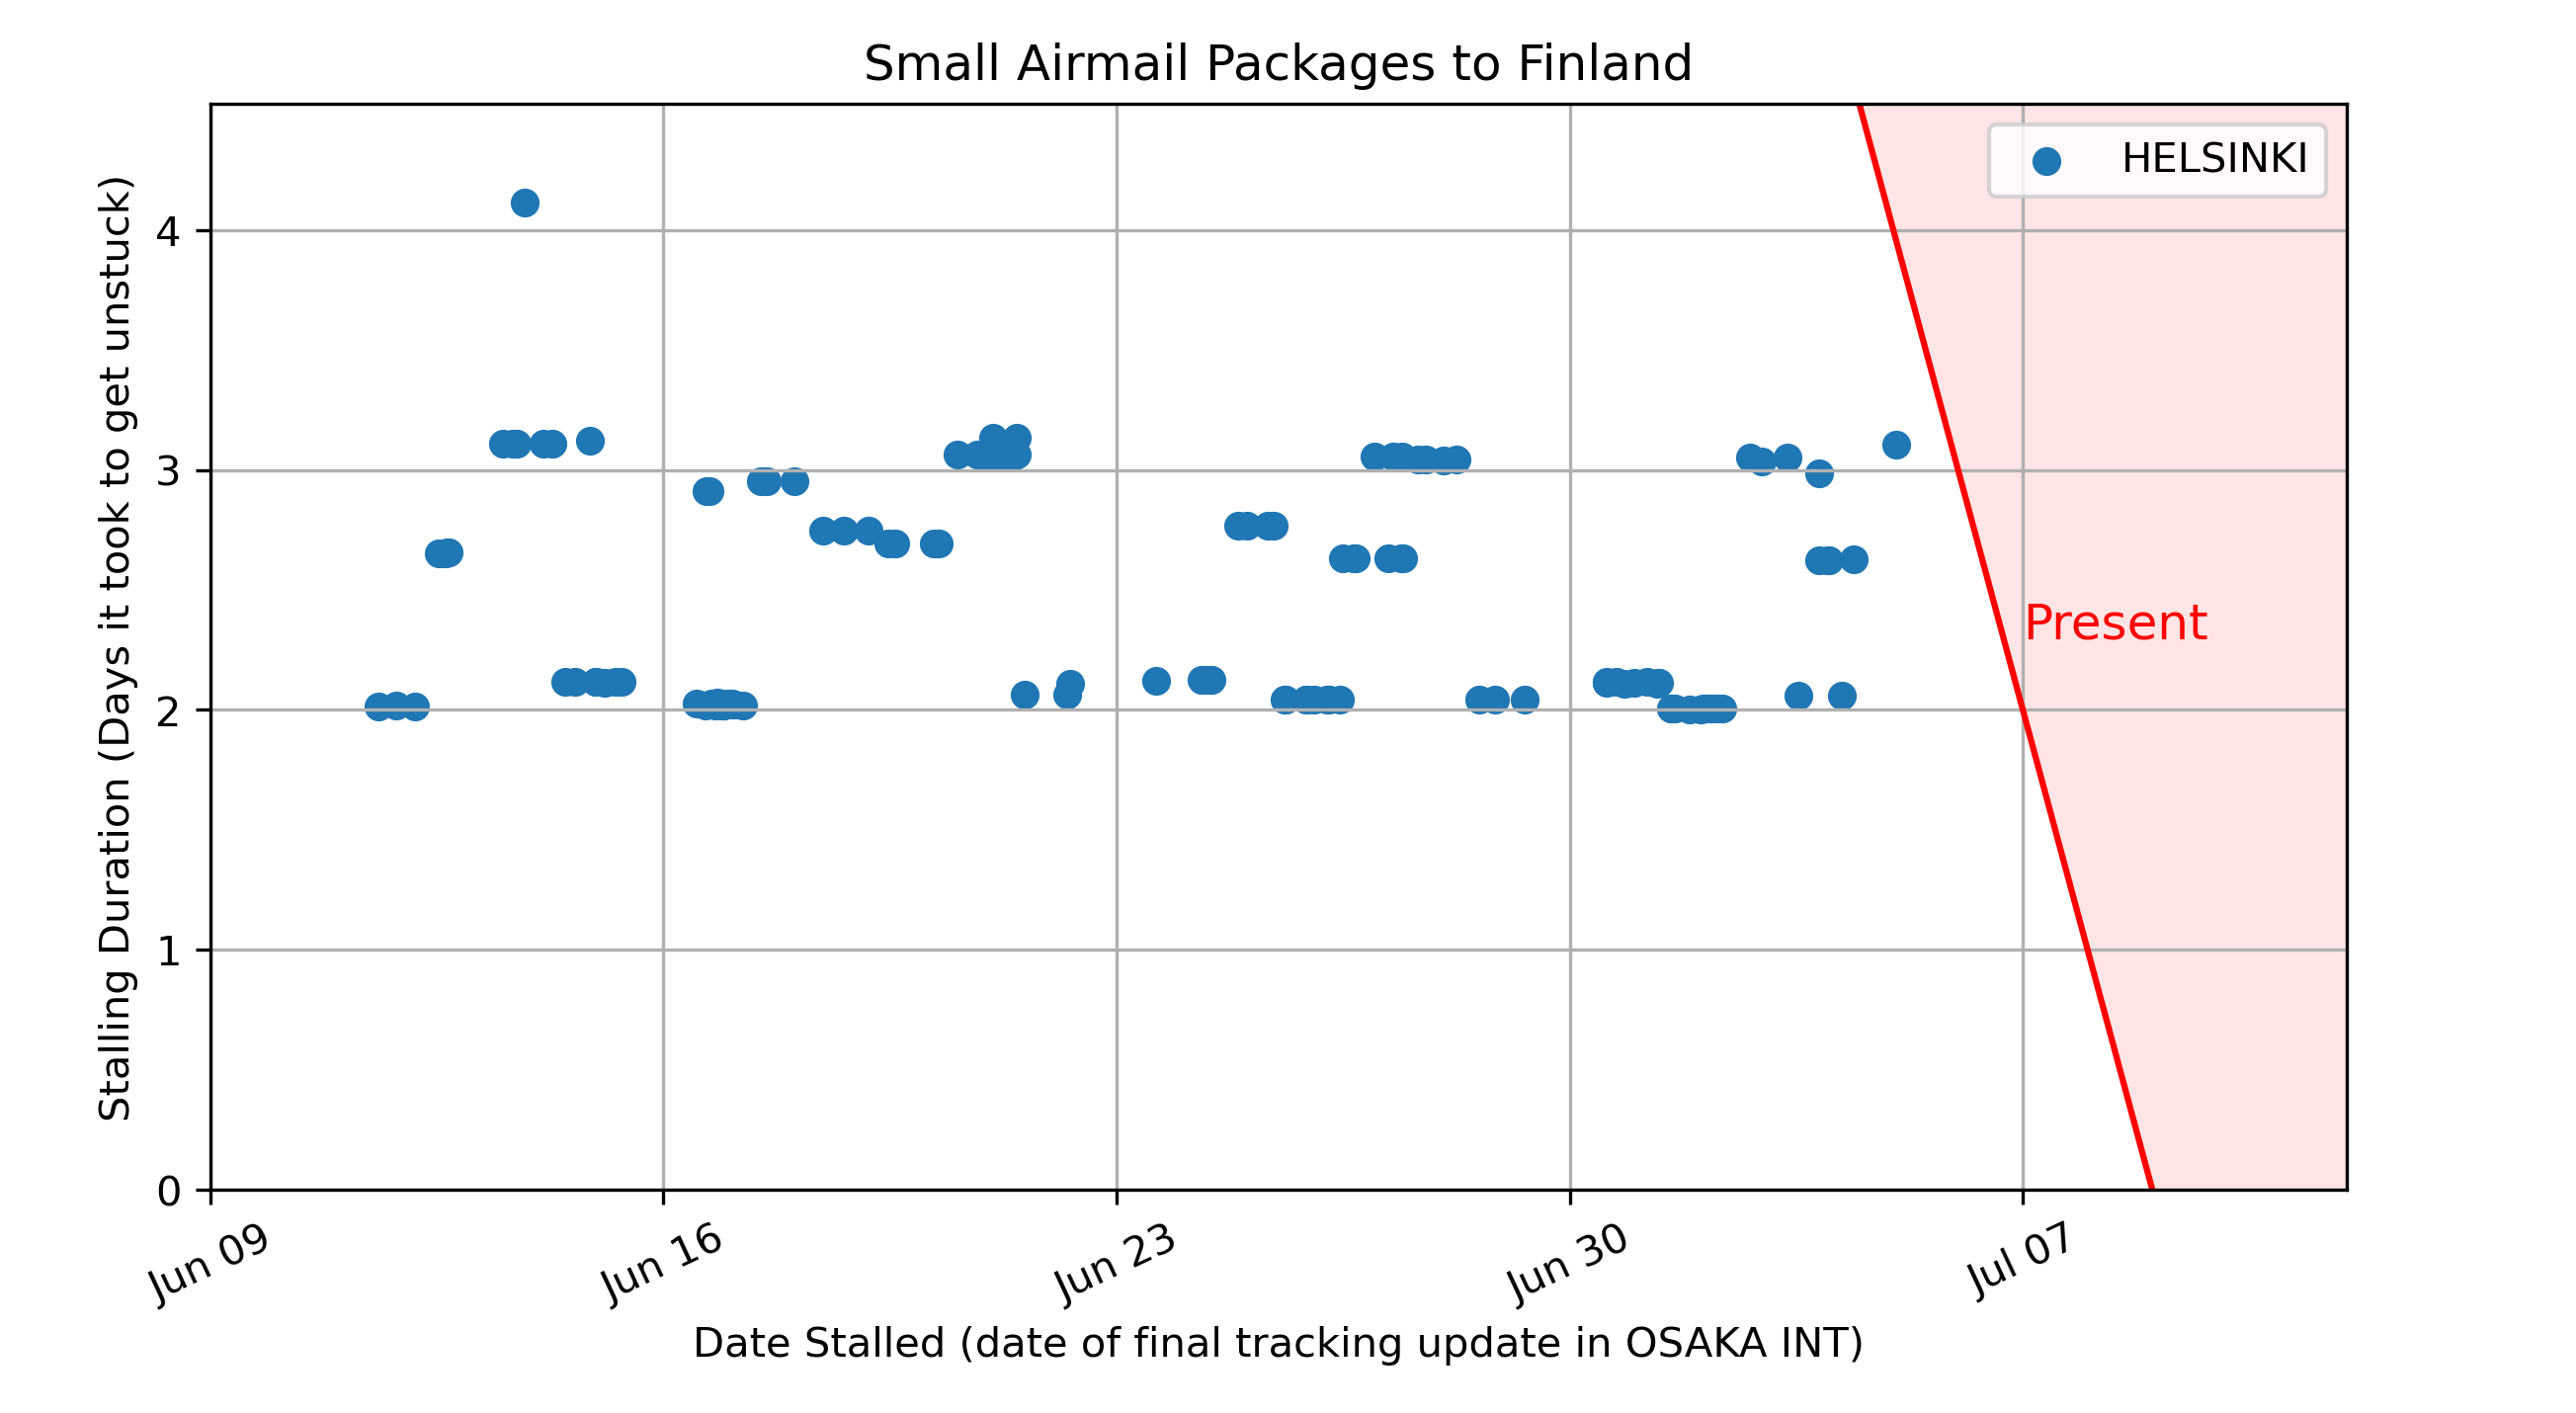 Small Airmail Packages to Finland
HELSINKI
Stalling Duration (Days it took to get unstuck)
4
3
2
1
0
Present
Jun 09
Jun 16
Jun 23
Jun 30
Jul 07
Date Stalled (date of final tracking update in OSAKA INT)